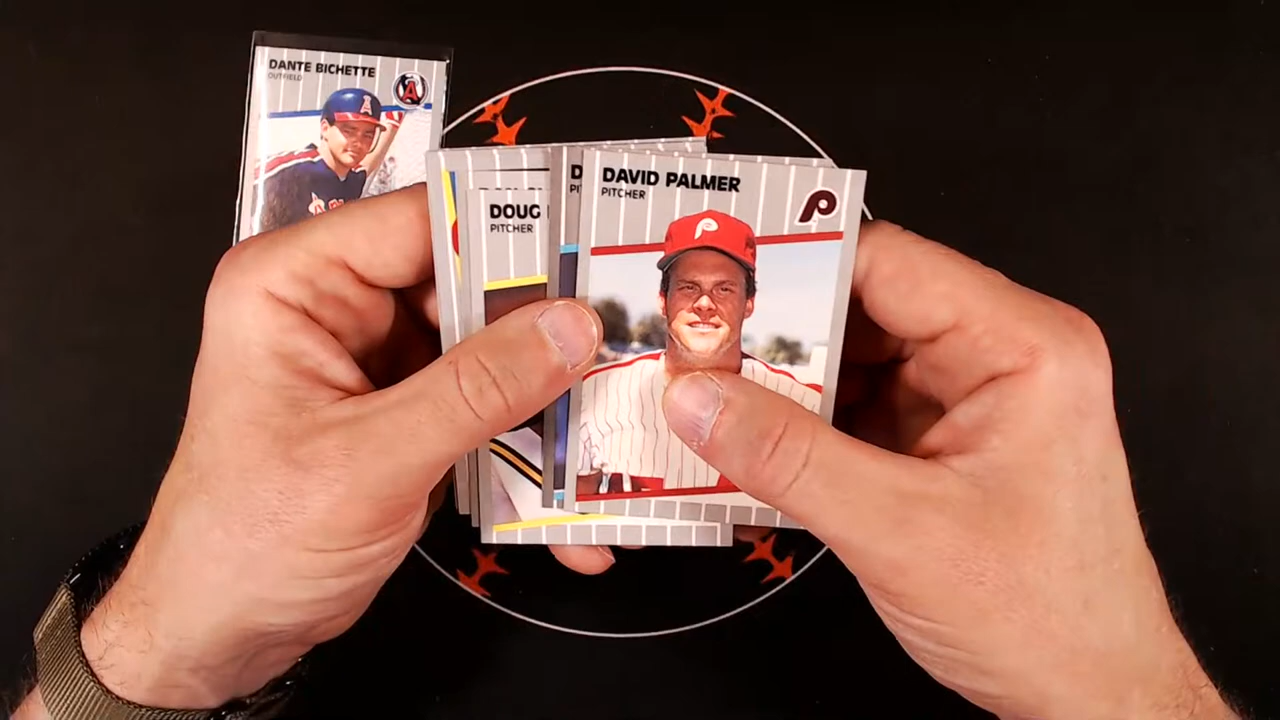 DANTE BICHETTE
OUTFIELD
A
A
DOUG
PITCHER
DAVID PALMER
PITCHER
P
P